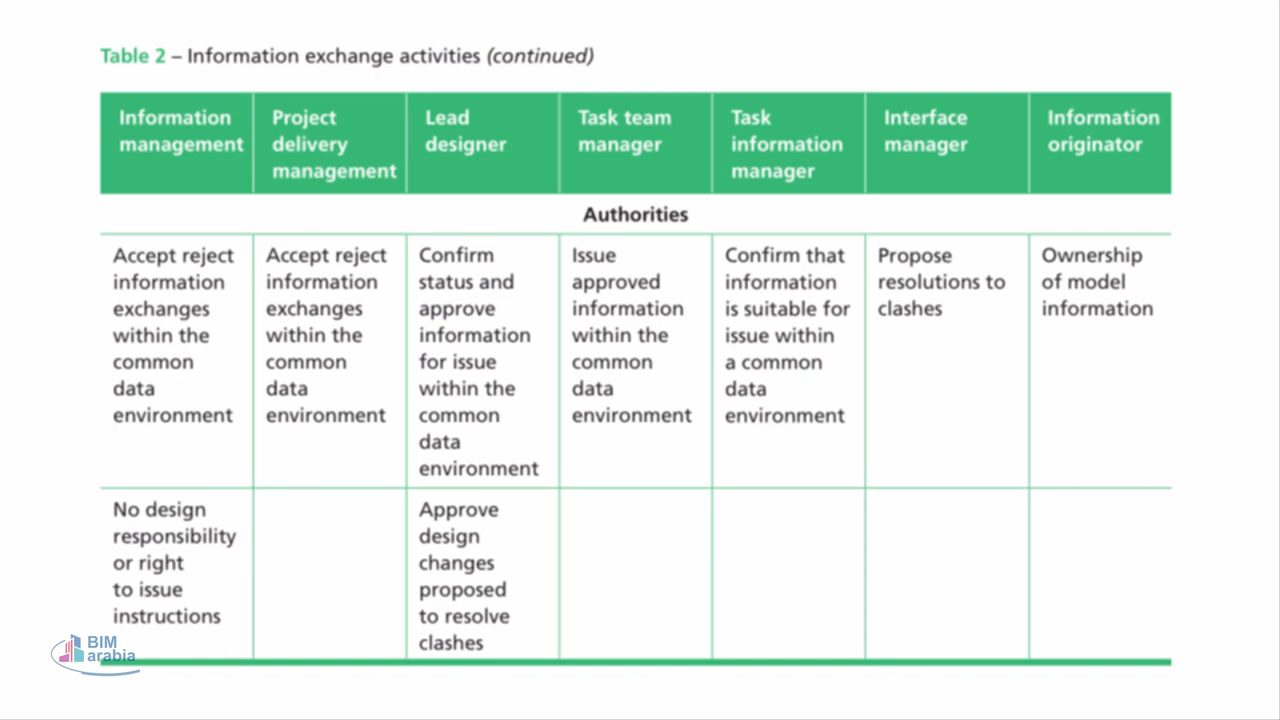 Table 2 – Information exchange activities (continued)
Information
management
Project
delivery
management
Lead
designer
Task team
manager
Task
information
manager
Interface
manager
Information
originator
Authorities
Accept reject
information
exchanges
within the
common
data
environment
Accept reject
information
exchanges
within the
common
data
environment
Confirm
status and
approve
information
for issue
within the
common
data
environment
Issue
approved
information
within the
common
data
environment
Confirm that
information
is suitable for
issue within
a common
data
environment
Propose
resolutions to
clashes
Ownership
of model
information
No design
responsibility
or right
to issue
instructions
Approve
design
changes
proposed
to resolve
clashes
BIM
arabia